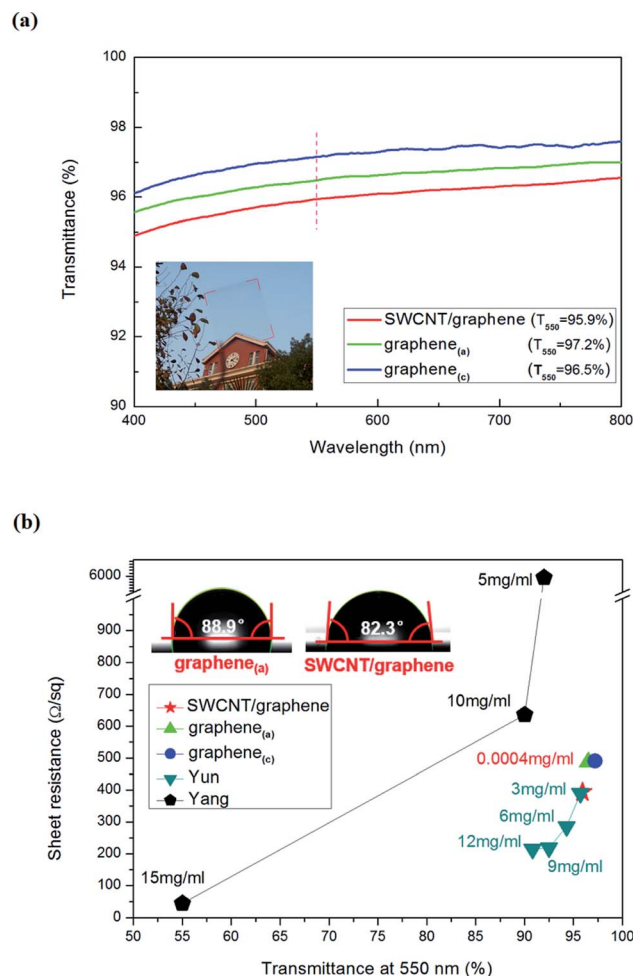 (a)
100
98
96
94
92
90
Transmittance (%)
SWCNT/graphene (T550=95.9%)
graphene(a) (T550=97.2%)
graphene(c) (T550=96.5%)
400 500 600 700 800
Wavelength (nm)
(b)
6000
900
800
700
600
500
400
300
200
100
0
Sheet resistance (Ω/sq)
88.9°
graphene(a)
82.3°
SWCNT/graphene
SWCNT/graphene
graphene(a)
graphene(c)
Yun
Yang
5mg/ml
10mg/ml
0.0004mg/ml
3mg/ml
6mg/ml
12mg/ml
9mg/ml
15mg/ml
50 55 60 65 70 75 80 85 90 95 100
Transmittance at 550 nm (%)